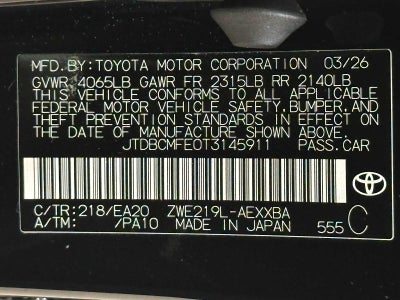 MFD.BY:TOYOTA MOTOR CORPORATION 03/26
GVWR 4065LB GAWR FR 2315LB RR 2140LB
THIS VEHICLE CONFORMS TO ALL APPLICABLE
FEDERAL MOTOR VEHICLE SAFETY,BUMPER,AND
THEFT PREVENTION STANDARDS IN EFFECT ON
THE DATE OF MANUFACTURE SHOWN ABOVE.
JTDBCMFE0T3145911 PASS.CAR
C/TR:218/EA20 ZWE219L-AEXXBA
A/TM: /PA10 MADE IN JAPAN 555 C